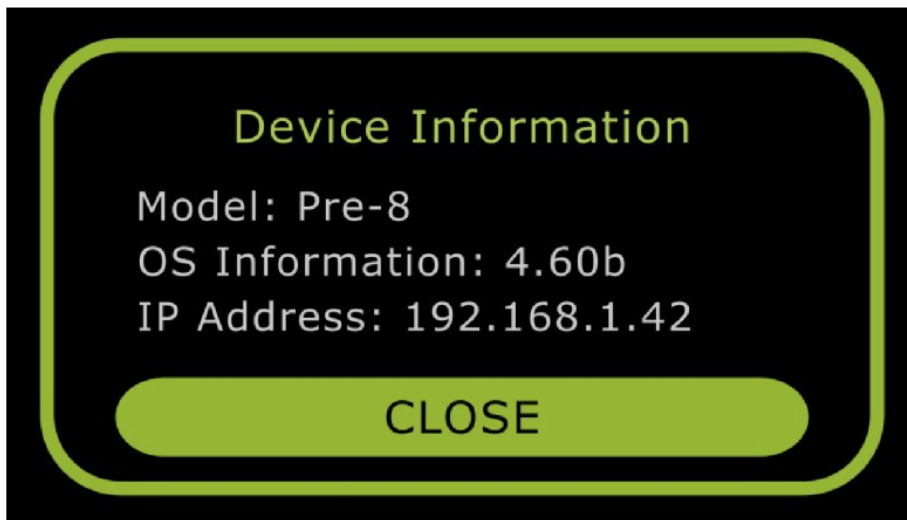 Device Information
Model: Pre-8
OS Information: 4.60b
IP Address: 192.168.1.42
CLOSE